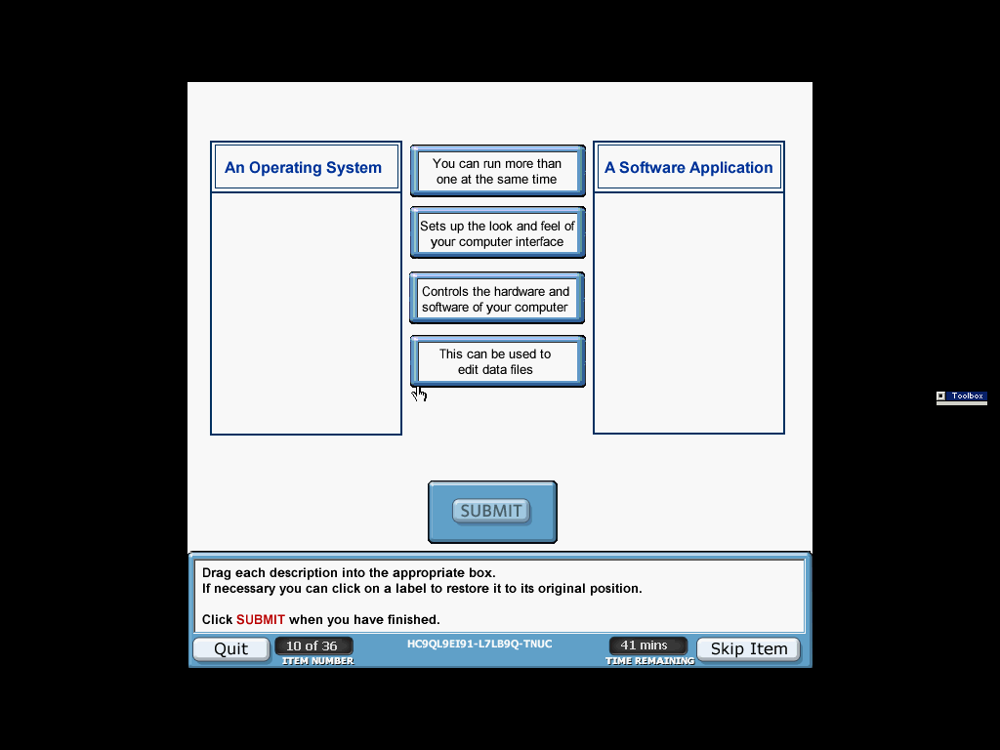 An Operating System
You can run more than
one at the same time
A Software Application
Sets up the look and feel of
your computer interface
Controls the hardware and
software of your computer
This can be used to
edit data files
Toolbox
SUBMIT
Drag each description into the appropriate box.
If necessary you can click on a label to restore it to its original position.
Click SUBMIT when you have finished.
Quit
10 of 36
ITEM NUMBER
HC9QL9EI91-L7LB9Q-TNUC
41 mins
TIME REMAINING
Skip Item